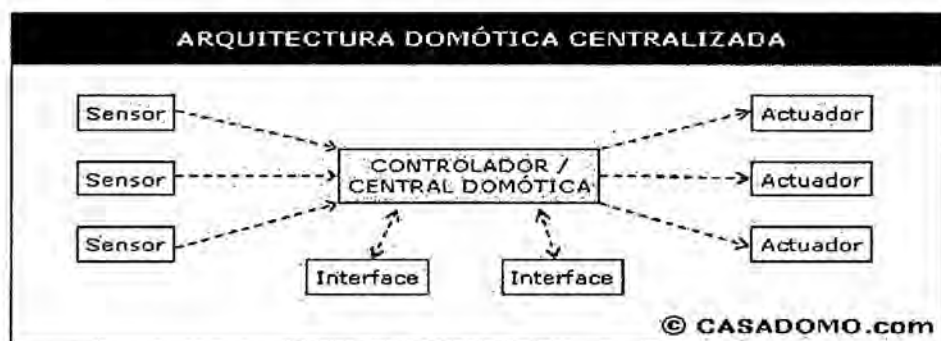 ARQUITECTURA DOMÓTICA CENTRALIZADA
Sensor
Actuador
CONTROLADOR /
CENTRAL DOMÓTICA
Sensor
Actuador
Sensor
Actuador
Interface
Interface
© CASADOMO.com